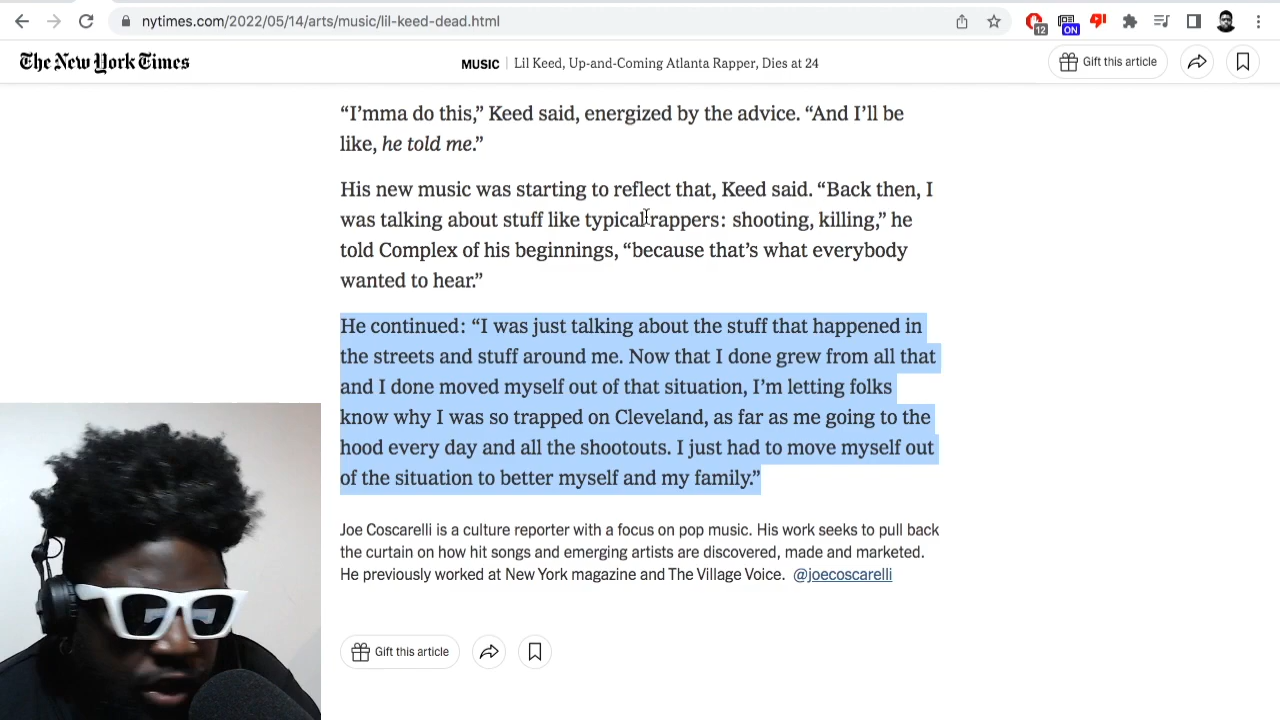 nytimes.com/2022/05/14/arts/music/lil-keed-dead.html
12
ON
The New York Times
MUSIC | Lil Keed, Up-and-Coming Atlanta Rapper, Dies at 24
Gift this article
“I’mma do this,” Keed said, energized by the advice. “And I’ll be
like, he told me.”
His new music was starting to reflect that, Keed said. “Back then, I
was talking about stuff like typical rappers: shooting, killing,” he
told Complex of his beginnings, “because that’s what everybody
wanted to hear.”
He continued: “I was just talking about the stuff that happened in
the streets and stuff around me. Now that I done grew from all that
and I done moved myself out of that situation, I’m letting folks
know why I was so trapped on Cleveland, as far as me going to the
hood every day and all the shootouts. I just had to move myself out
of the situation to better myself and my family.”
Joe Coscarelli is a culture reporter with a focus on pop music. His work seeks to pull back
the curtain on how hit songs and emerging artists are discovered, made and marketed.
He previously worked at New York magazine and The Village Voice. @joecoscarelli
Gift this article